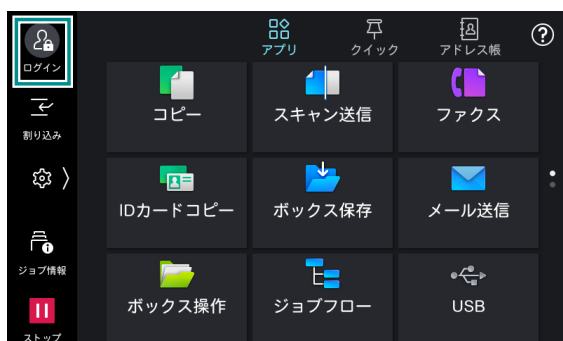 ログイン
アプリ
クイック
アドレス帳
?
割り込み
ジョブ情報
ストップ
コピー
スキャン送信
ファクス
IDカードコピー
ボックス保存
メール送信
ボックス操作
ジョブフロー
USB